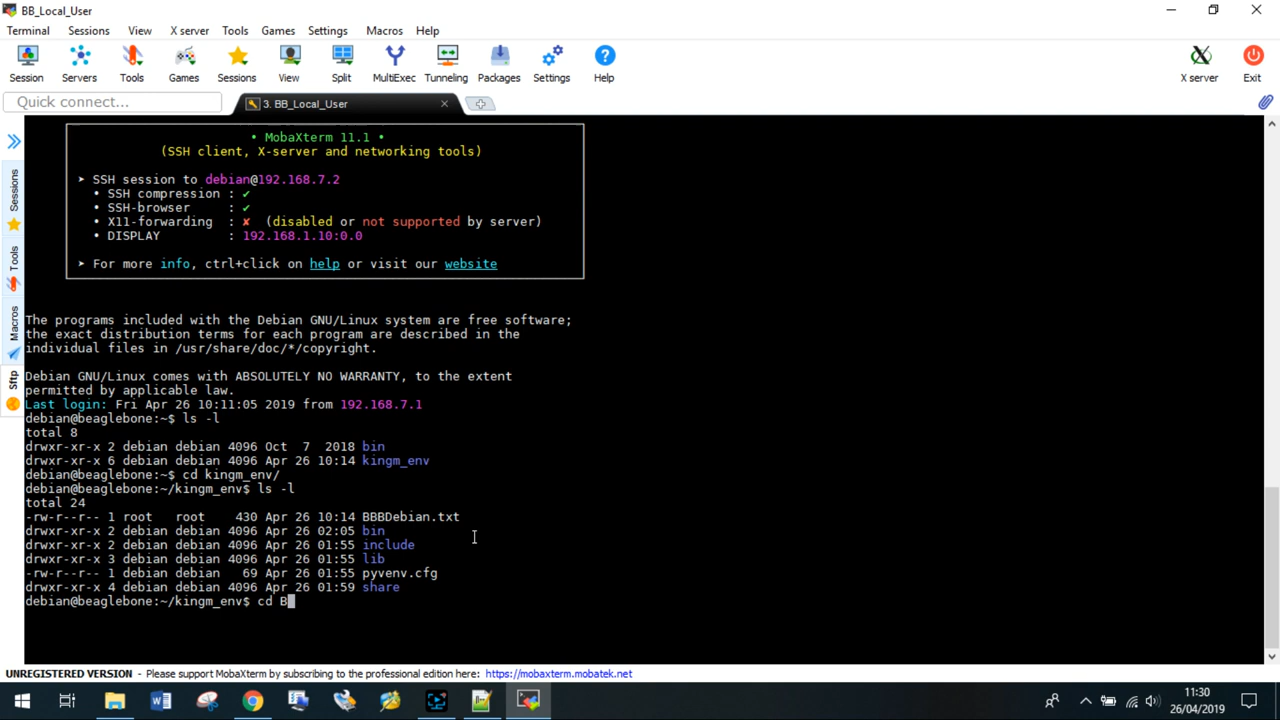 BB_Local_User
Terminal Sessions View X server Tools Games Settings Macros Help
Session Servers Tools Games Sessions View Split MultiExec Tunneling Packages Settings Help X server Exit
Quick connect... 3. BB_Local_User
Sessions
Tools
Macros
Sftp
• MobaXterm 11.1 •
(SSH client, X-server and networking tools)
➤ SSH session to debian@192.168.7.2
• SSH compression : ✔
• SSH-browser : ✔
• X11-forwarding : ✘ (disabled or not supported by server)
• DISPLAY : 192.168.1.10:0.0
➤ For more info, ctrl+click on help or visit our website
The programs included with the Debian GNU/Linux system are free software;
the exact distribution terms for each program are described in the
individual files in /usr/share/doc/*/copyright.
Debian GNU/Linux comes with ABSOLUTELY NO WARRANTY, to the extent
permitted by applicable law.
Last login: Fri Apr 26 10:11:05 2019 from 192.168.7.1
debian@beaglebone:~$ ls -l
total 8
drwxr-xr-x 2 debian debian 4096 Oct 7 2018 bin
drwxr-xr-x 6 debian debian 4096 Apr 26 10:14 kingm_env
debian@beaglebone:~$ cd kingm_env/
debian@beaglebone:~/kingm_env$ ls -l
total 24
-rw-r--r-- 1 root root 430 Apr 26 10:14 BBBDebian.txt
drwxr-xr-x 2 debian debian 4096 Apr 26 02:05 bin
drwxr-xr-x 2 debian debian 4096 Apr 26 01:55 include
drwxr-xr-x 3 debian debian 4096 Apr 26 01:55 lib
-rw-r--r-- 1 debian debian 69 Apr 26 01:55 pyvenv.cfg
drwxr-xr-x 4 debian debian 4096 Apr 26 01:59 share
debian@beaglebone:~/kingm_env$ cd B
UNREGISTERED VERSION - Please support MobaXterm by subscribing to the professional edition here: https://mobaxterm.mobatek.net
11:30
26/04/2019